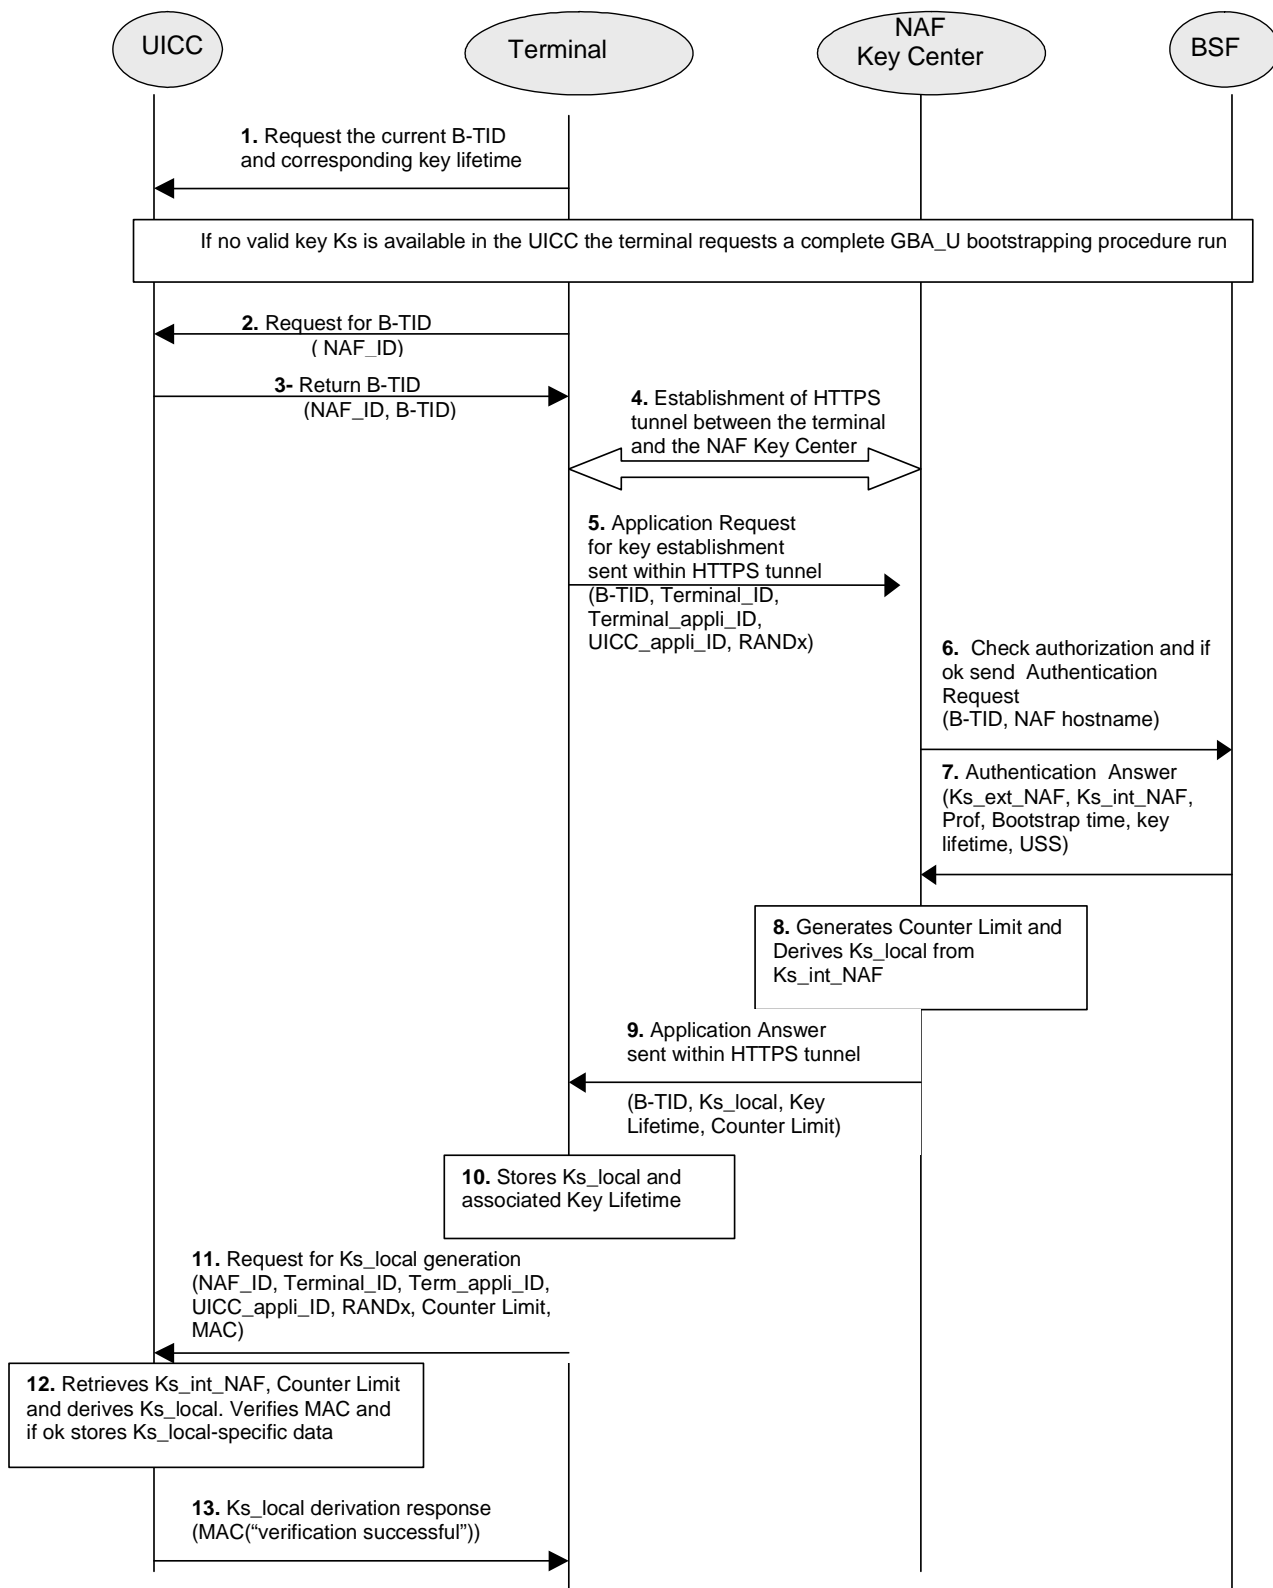 UICC
Terminal
NAF
Key Center
BSF
1. Request the current B-TID
and corresponding key lifetime
If no valid key Ks is available in the UICC the terminal requests a complete GBA_U bootstrapping procedure run
2. Request for B-TID
( NAF_ID)
3- Return B-TID
(NAF_ID, B-TID)
4. Establishment of HTTPS
tunnel between the terminal
and the NAF Key Center
5. Application Request
for key establishment
sent within HTTPS tunnel
(B-TID, Terminal_ID,
Terminal_appli_ID,
UICC_appli_ID, RANDx)
6. Check authorization and if
ok send Authentication
Request
(B-TID, NAF hostname)
7. Authentication Answer
(Ks_ext_NAF, Ks_int_NAF,
Prof, Bootstrap time, key
lifetime, USS)
8. Generates Counter Limit and
Derives Ks_local from
Ks_int_NAF
9. Application Answer
sent within HTTPS tunnel
(B-TID, Ks_local, Key
Lifetime, Counter Limit)
10. Stores Ks_local and
associated Key Lifetime
11. Request for Ks_local generation
(NAF_ID, Terminal_ID, Term_appli_ID,
UICC_appli_ID, RANDx, Counter Limit,
MAC)
12. Retrieves Ks_int_NAF, Counter Limit
and derives Ks_local. Verifies MAC and
if ok stores Ks_local-specific data
13. Ks_local derivation response
(MAC(“verification successful”))